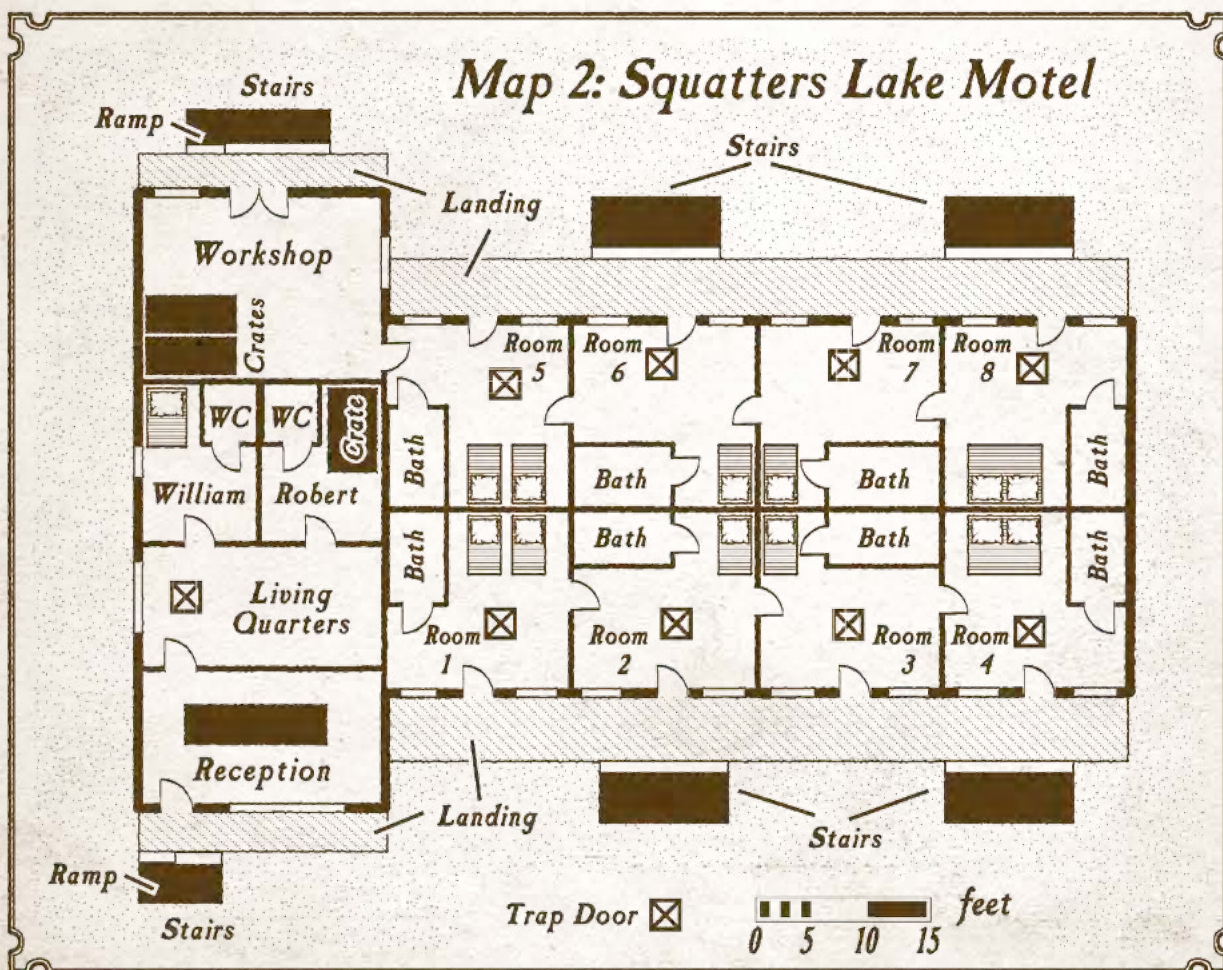 Map 2: Squatters Lake Motel
Stairs
Ramp
Stairs
Landing
Workshop
Crates
Room
5
Room
6
Room
7
Room
8
WC
WC
Crate
William
Robert
Bath
Bath
Bath
Bath
Bath
Bath
Bath
Bath
Living
Quarters
Room
1
Room
2
Room
3
Room
4
Reception
Landing
Stairs
Ramp
Stairs
Trap Door
feet
0 5 10 15